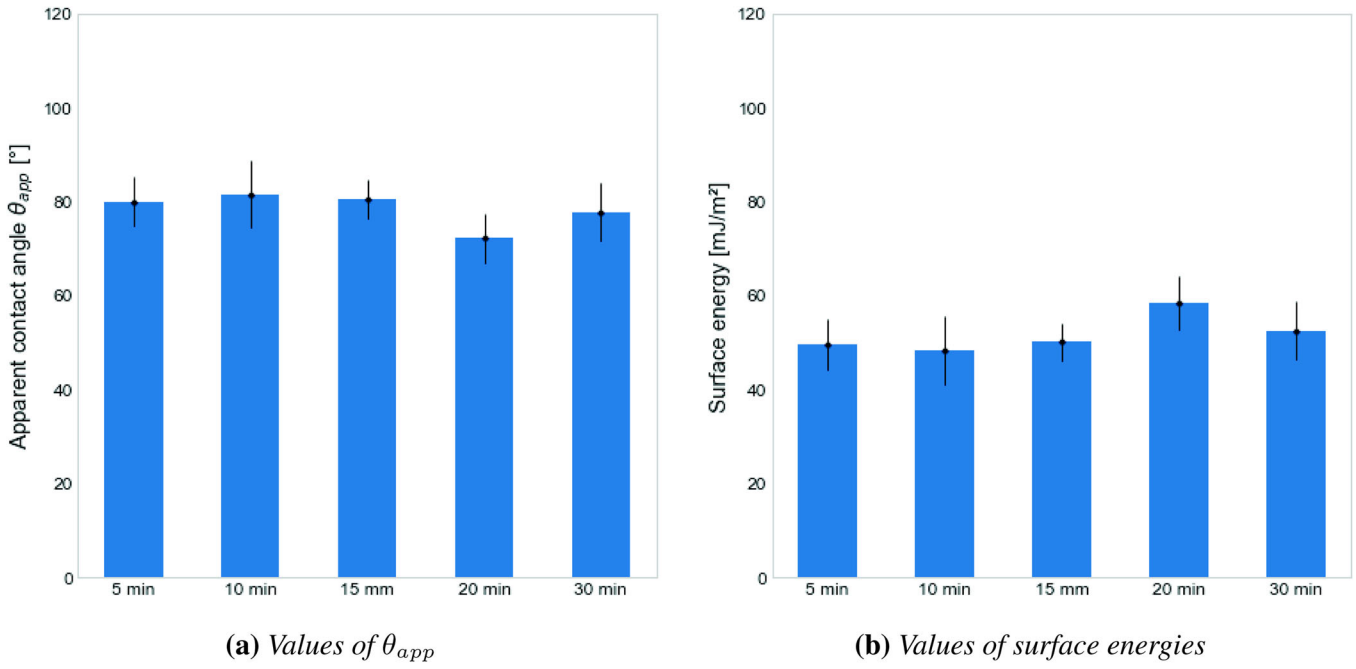 120
100
80
60
40
20
0
Apparent contact angle θapp [°]
5 min
10 min
15 mm
20 min
30 min
(a) Values of θapp
120
100
80
60
40
20
0
Surface energy [mJ/m²]
5 min
10 min
15 mm
20 min
30 min
(b) Values of surface energies